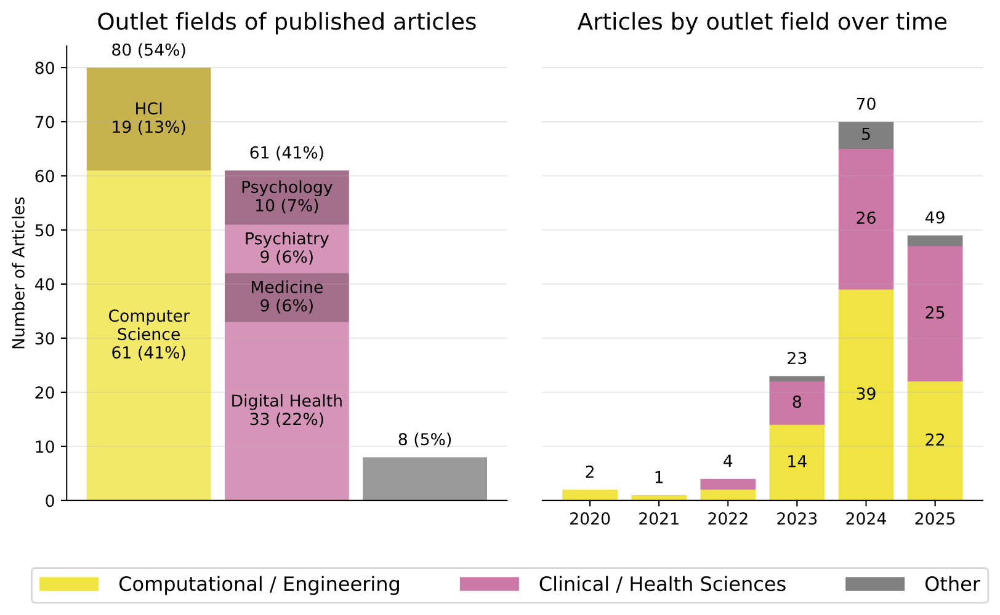 Outlet fields of published articles
80 (54%)
HCI
19 (13%)
Computer
Science
61 (41%)
61 (41%)
Psychology
10 (7%)
Psychiatry
9 (6%)
Medicine
9 (6%)
Digital Health
33 (22%)
8 (5%)
Number of Articles
80
70
60
50
40
30
20
10
0
Articles by outlet field over time
2
1
4
23
8
14
70
5
26
39
49
25
22
2020 2021 2022 2023 2024 2025
Computational / Engineering Clinical / Health Sciences Other